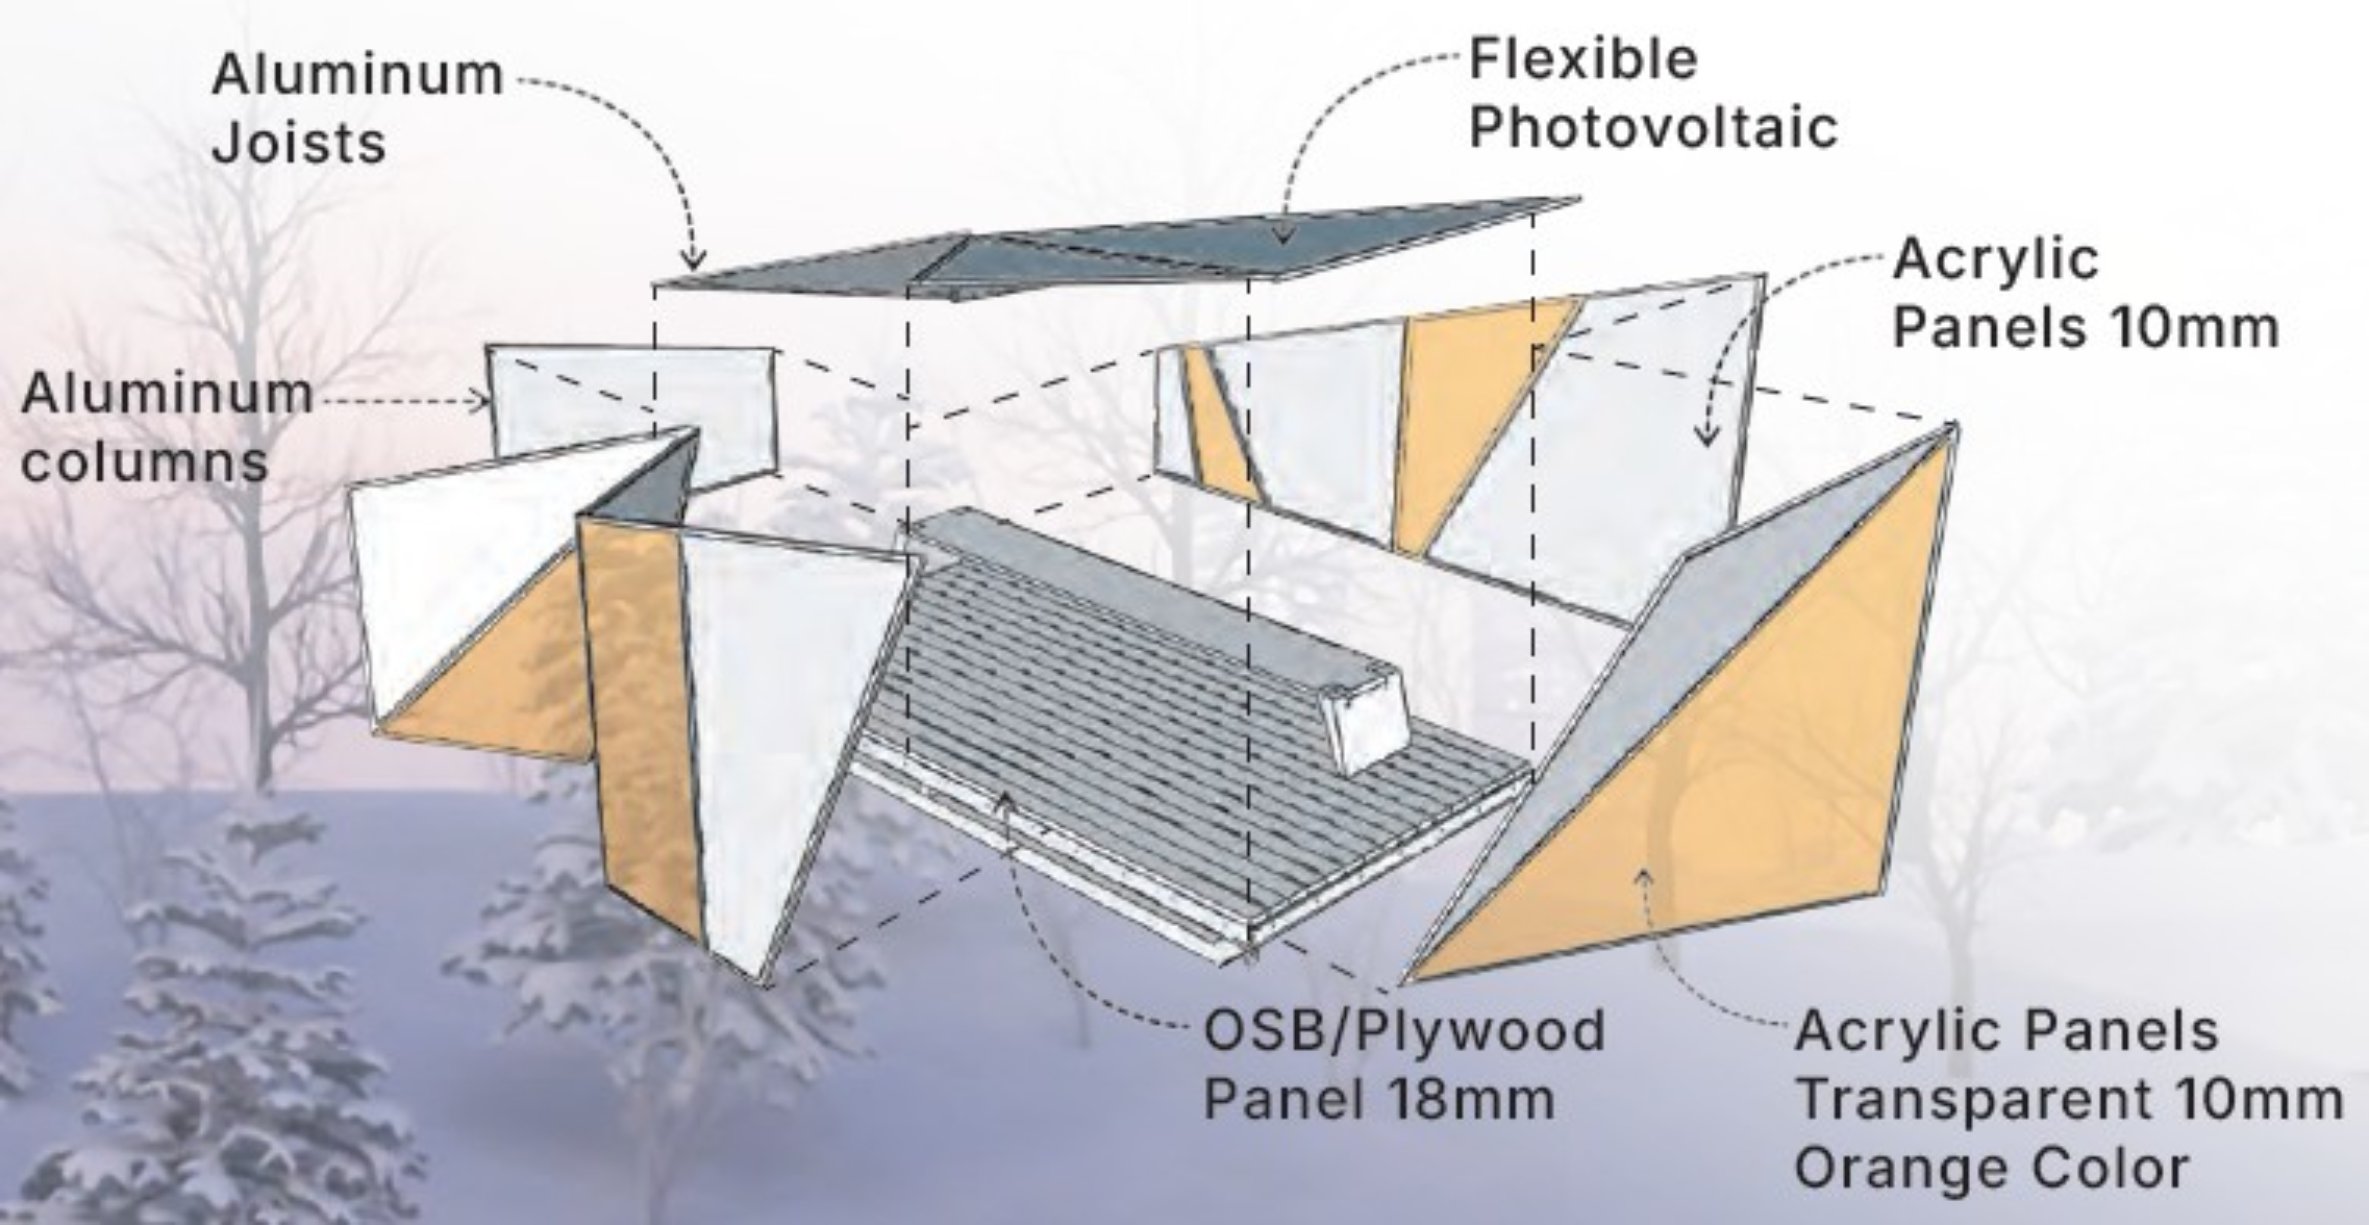 Aluminum
Joists
Flexible
Photovoltaic
Acrylic
Panels 10mm
Aluminum
columns
OSB/Plywood
Panel 18mm
Acrylic Panels
Transparent 10mm
Orange Color